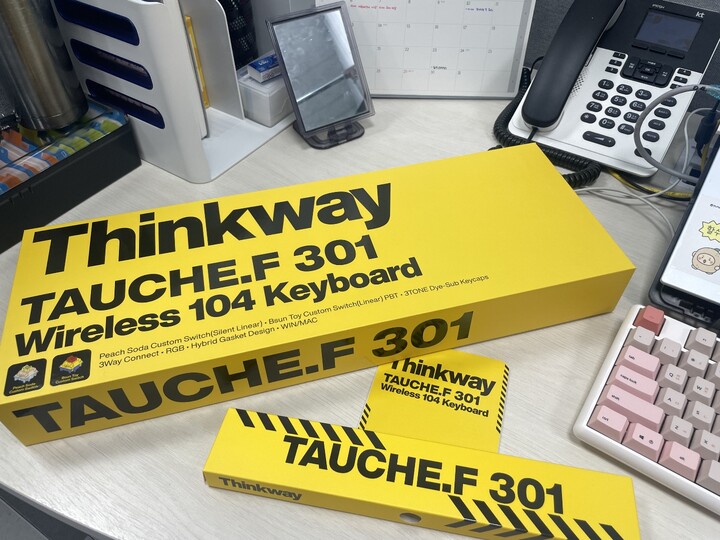 kt
Thinkway
TAUCHE.F 301
Wireless 104 Keyboard
Peach Soda Custom Switch(Silent Linear) • Bsun Toy Custom Switch(Linear) PBT • 3TONE Dye-Sub Keycaps
3Way Connect • RGB • Hybrid Gasket Design • WIN/MAC
TAUCHE.F 301
Thinkway
TAUCHE.F 301
Wireless 104 Keyboard
TAUCHE.F 301
Thinkway